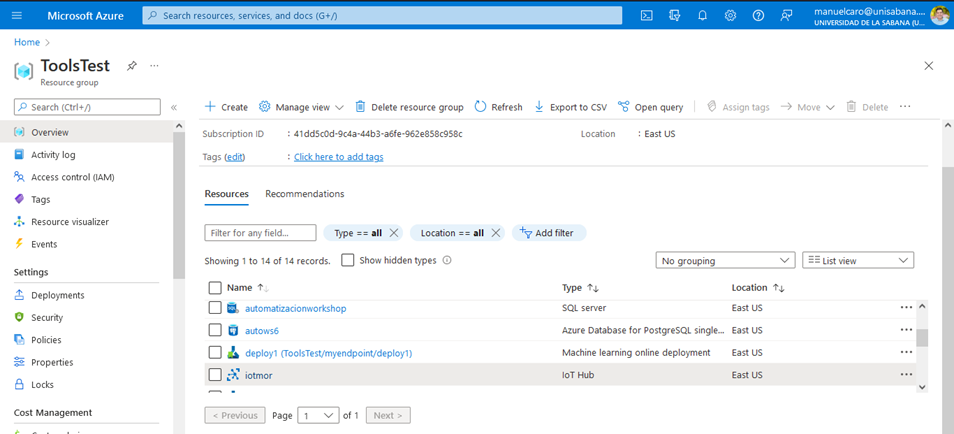 Microsoft Azure
Search resources, services, and docs (G+/)
manuelcaro@unisabana....
UNIVERSIDAD DE LA SABANA (U...
Home >
ToolsTest
...
Resource group
Search (Ctrl+/)
«
Overview
Activity log
Access control (IAM)
Tags
Resource visualizer
Events
Settings
Deployments
Security
Policies
Properties
Locks
Cost Management
+ Create
Manage view
Delete resource group
Refresh
Export to CSV
Open query
Assign tags
Move
Delete
...
Subscription ID : 41dd5c0d-9c4a-44b3-a6fe-962e858c958c
Location : East US
Tags (edit) : Click here to add tags
Resources Recommendations
Filter for any field...
Type == all
Location == all
Add filter
Showing 1 to 14 of 14 records.
Show hidden types
No grouping
List view
Name Type Location
automatizacionworkshop SQL server East US ...
autows6 Azure Database for PostgreSQL single... East US ...
deploy1 (ToolsTest/myendpoint/deploy1) Machine learning online deployment East US ...
iotmor IoT Hub East US ...
< Previous Page 1 of 1 Next >